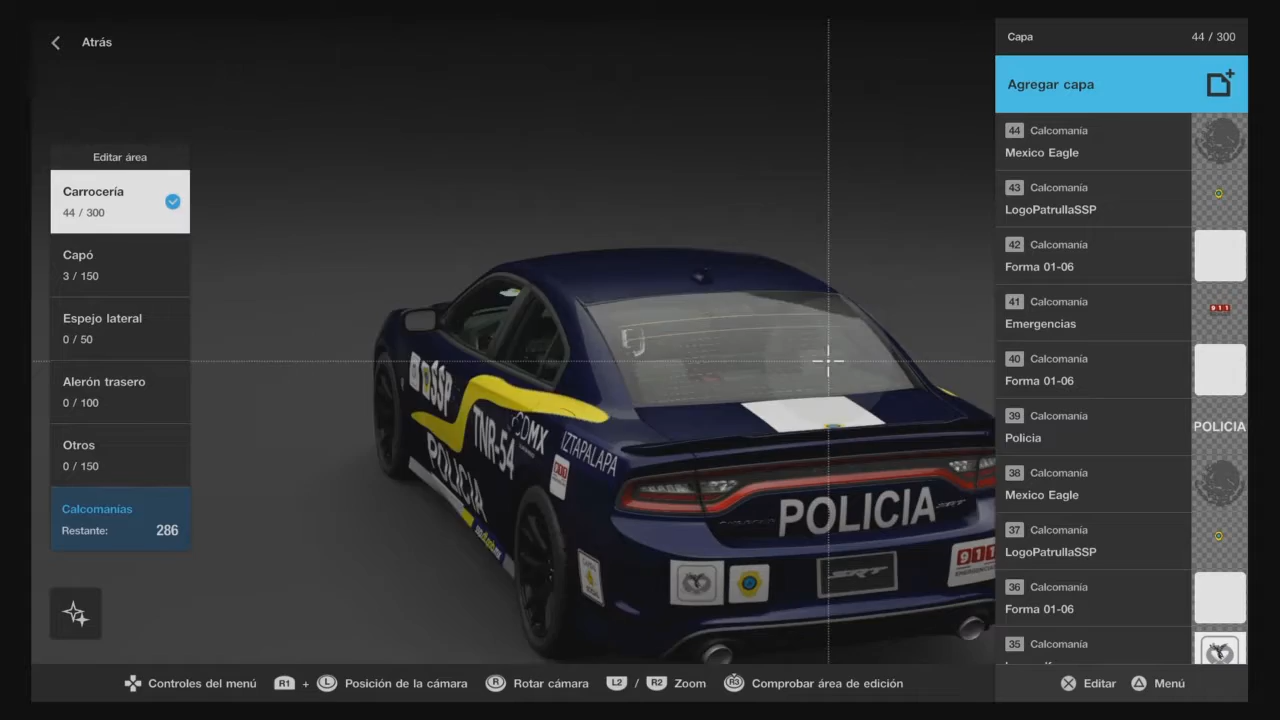 Atrás
Editar área
Carrocería
44 / 300
Capó
3 / 150
Espejo lateral
0 / 50
Alerón trasero
0 / 100
Otros
0 / 150
Calcomanías
Restante: 286
SSP
TNR-54
CDMX
IZTAPALAPA
POLICIA
POLICIA
SRT
SRT
911
EMERGENCIAS
Capa 44 / 300
Agregar capa
44 Calcomanía
Mexico Eagle
43 Calcomanía
LogoPatrullaSSP
42 Calcomanía
Forma 01-06
41 Calcomanía
Emergencias
911
40 Calcomanía
Forma 01-06
39 Calcomanía
Policia
POLICIA
38 Calcomanía
Mexico Eagle
37 Calcomanía
LogoPatrullaSSP
36 Calcomanía
Forma 01-06
35 Calcomanía
Controles del menú
R1 + L Posición de la cámara
R Rotar cámara
L2 / R2 Zoom
R3 Comprobar área de edición
Editar
Menú